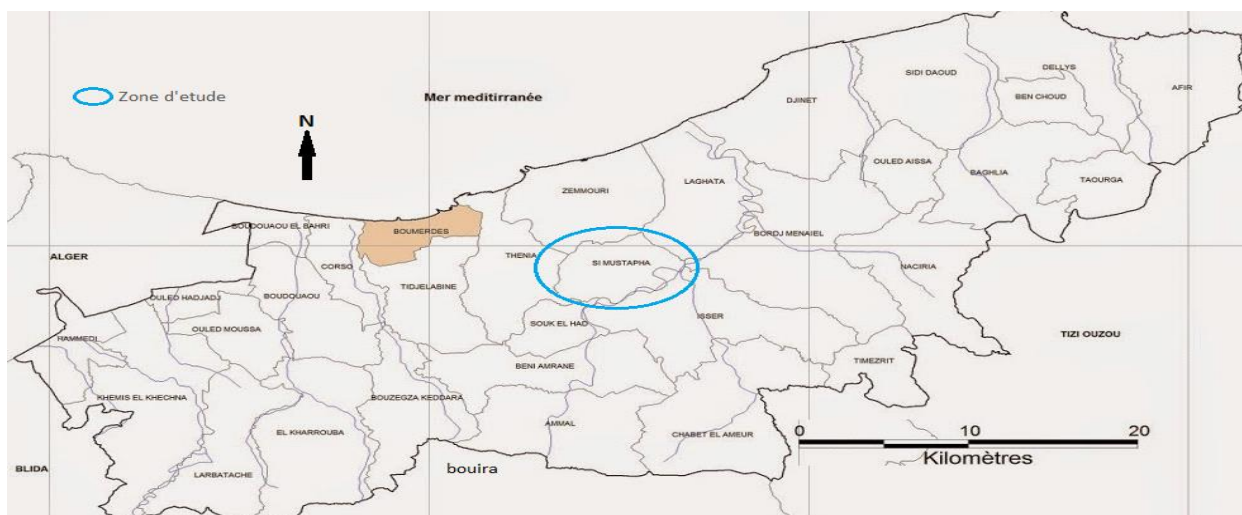 Zone d'etude
N
Mer meditirranée
DELLYS
SIDI DAOUD
AFIR
BEN CHOUD
DJINET
OULED AISSA
BAGHLIA
TAOURGA
ZEMMOURI
LAGHATA
BOUDOUAOU EL BAHRI
BOUMERDES
BORDJ MENAIEL
ALGER
THENIA
SI MUSTAPHA
CORSO
NACIRIA
TIDJELABINE
OULED HADJADJ
BOUDOUAOU
ISSER
SOUK EL HAD
OULED MOUSSA
TIZI OUZOU
HAMMEDI
TIMEZRIT
BENI AMRANE
KHEMIS EL KHECHNA
BOUZEGZA KEDDARA
AMMAL
EL KHARROUBA
CHABET EL AMEUR
0 10 20
Kilomètres
BLIDA
bouira
LARBATACHE